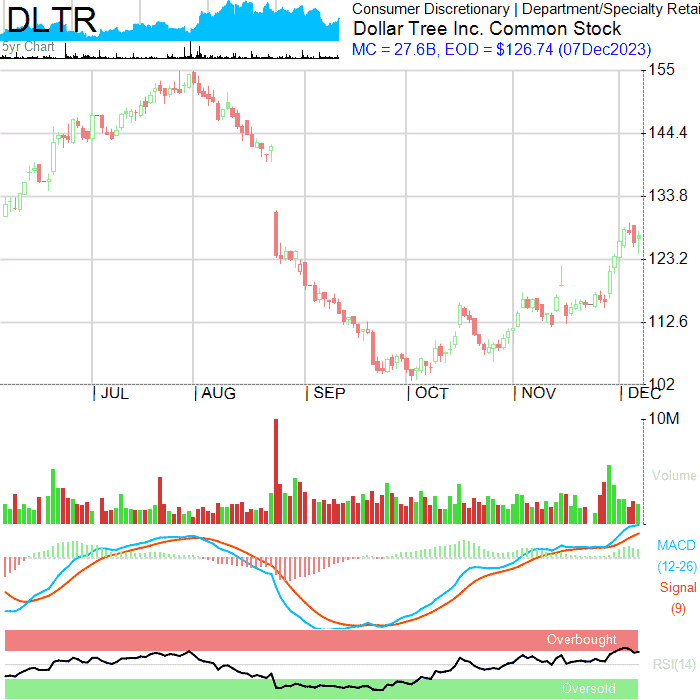 DLTR
5yr Chart
Consumer Discretionary | Department/Specialty Retai
Dollar Tree Inc. Common Stock
MC = 27.6B, EOD = $126.74 (07Dec2023)
155
144.4
133.8
123.2
112.6
102
JUL
AUG
SEP
OCT
NOV
DEC
10M
Volume
MACD
(12-26)
Signal
(9)
Overbought
RSI(14)
Oversold